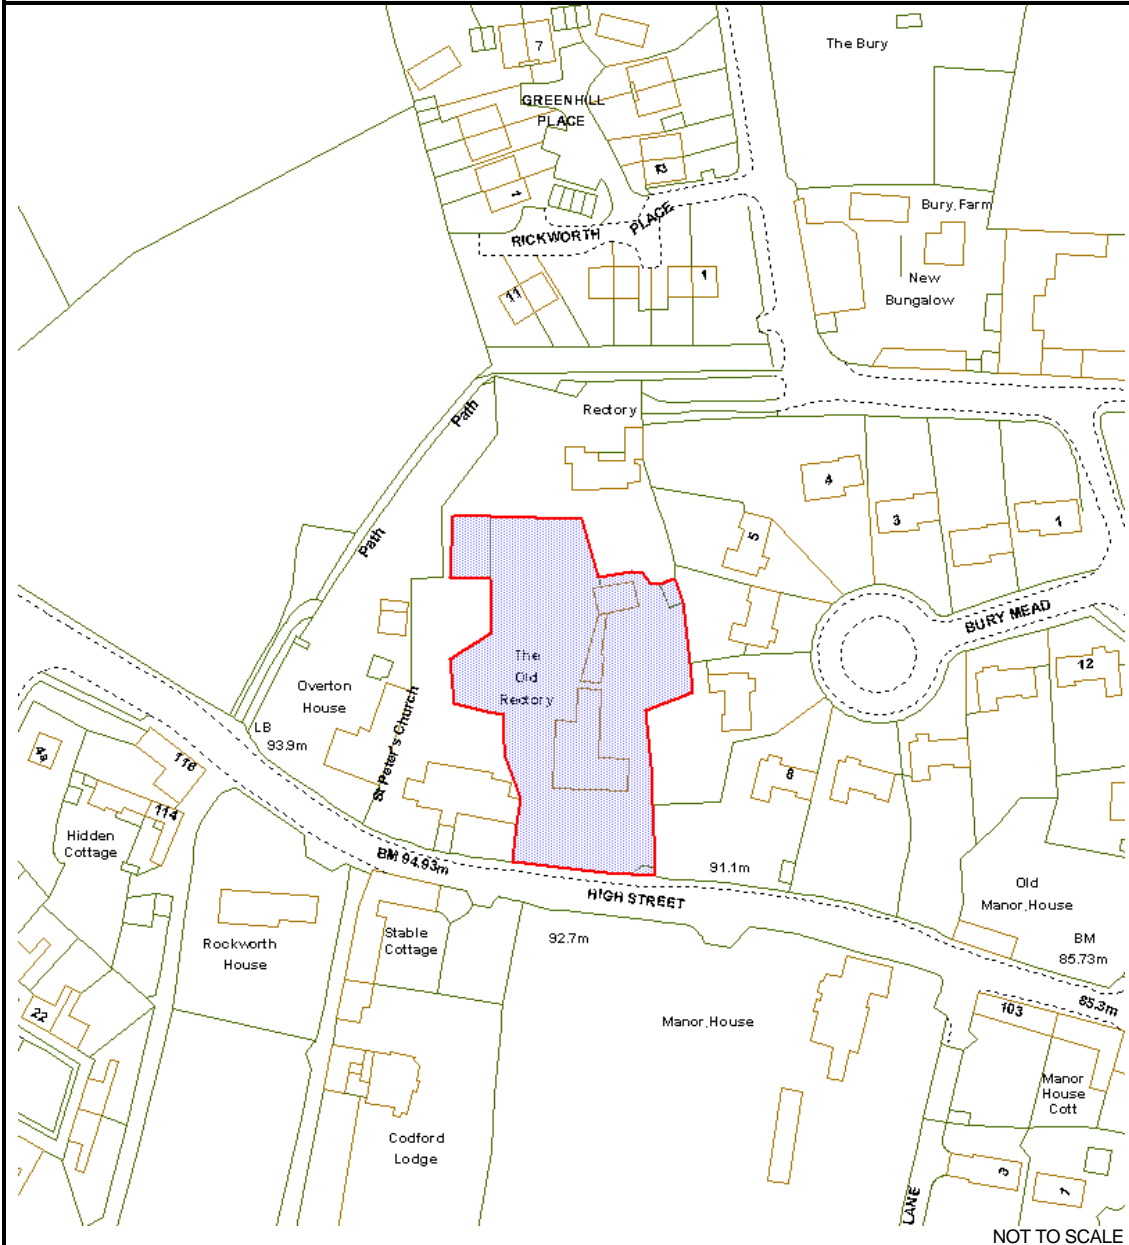 The Bury
7
GREENHILL
PLACE
13
1
Bury Farm
PLACE
RICKWORTH
New
Bungalow
11
1
Path
Rectory
4
3
1
5
Path
BURY MEAD
The
Old
Rectory
12
Overton
House
St Peter's Church
LB
93.9m
116
8
114
Hidden
Cottage
BM 94.93m
91.1m
HIGH STREET
Old
Manor House
Stable
Cottage
92.7m
BM
85.73m
Rockworth
House
85.3m
103
22
Manor House
Manor
House
Cott
Codford
Lodge
3
LANE
NOT TO SCALE